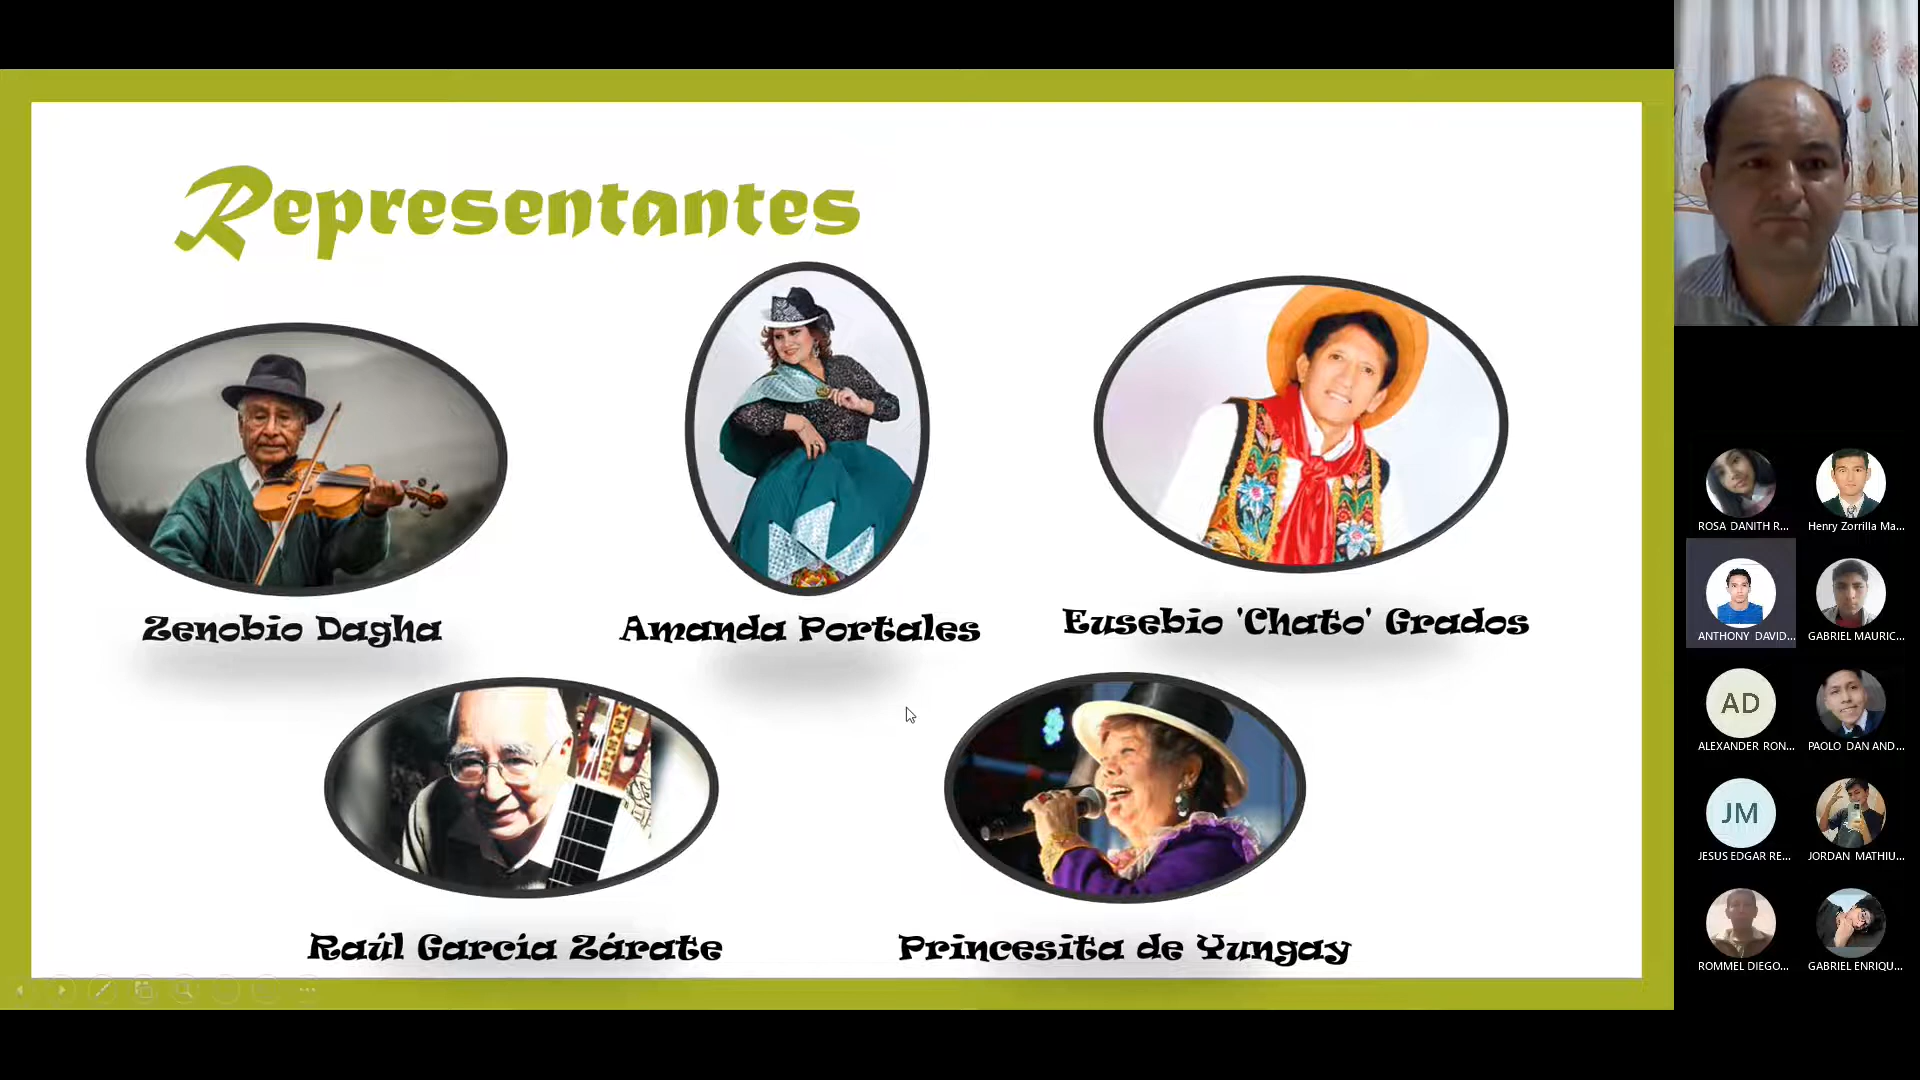 Representantes
Zenobio Dagha
Amanda Portales
Eusebio 'Chato' Grados
Raúl García Zárate
Princesita de Yungay
ROSA DANITH R...
Henry Zorrilla Ma...
ANTHONY DAVID...
GABRIEL MAURIC...
AD
ALEXANDER RON...
PAOLO DAN AND...
JM
JESUS EDGAR RE...
JORDAN MATHIU...
ROMMEL DIEGO...
GABRIEL ENRIQU...